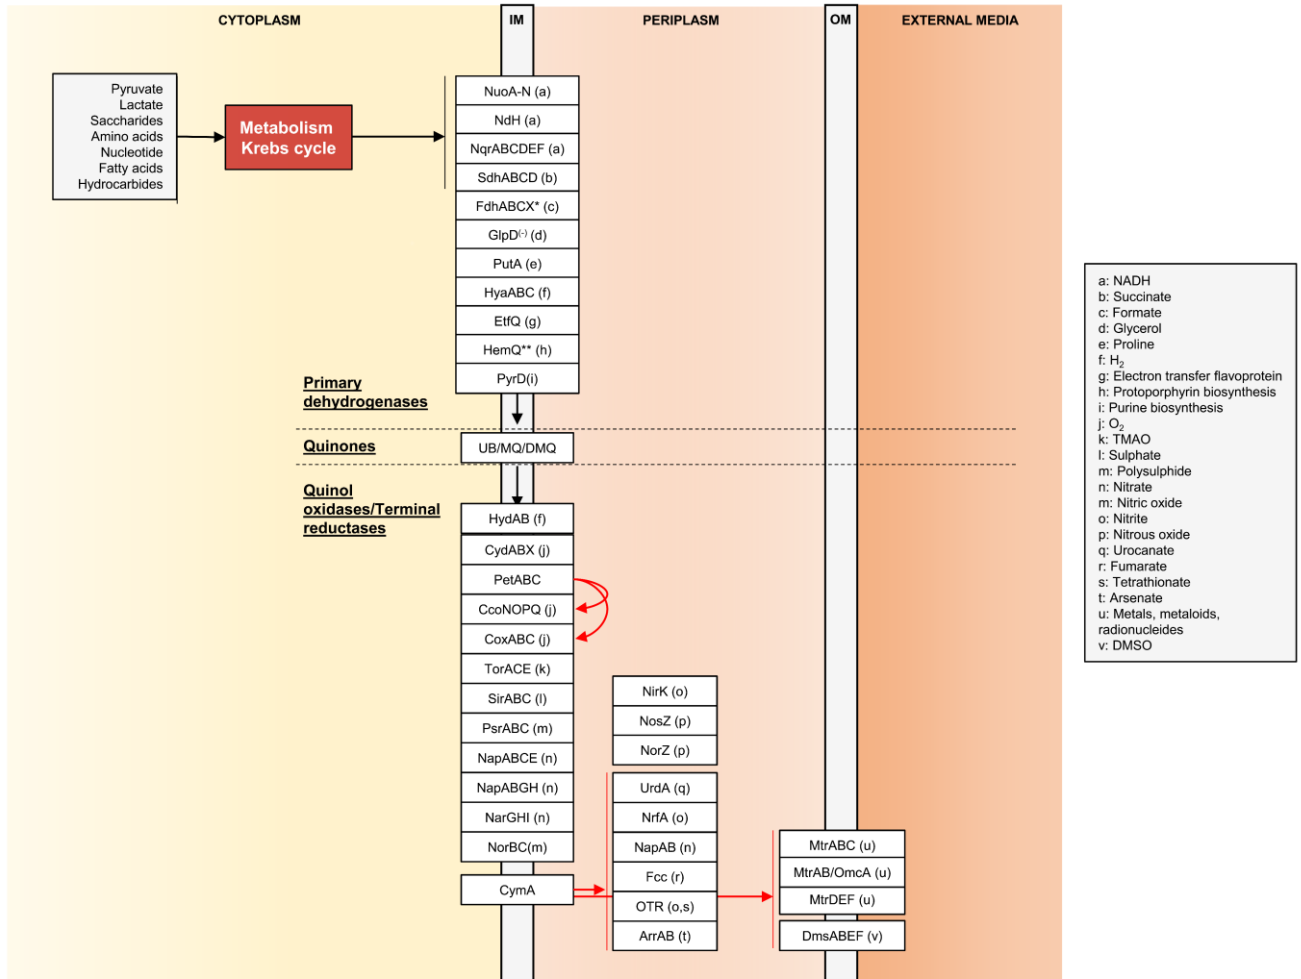 CYTOPLASM
IM
PERIPLASM
OM
EXTERNAL MEDIA
Pyruvate
Lactate
Saccharides
Amino acids
Nucleotide
Fatty acids
Hydrocarbides
Metabolism
Krebs cycle
NuoA-N (a)
NdH (a)
NqrABCDEF (a)
SdhABCD (b)
FdhABCX* (c)
GlpD(-) (d)
PutA (e)
HyaABC (f)
EtfQ (g)
HemQ** (h)
PyrD(i)
Primary
dehydrogenases
Quinones
UB/MQ/DMQ
Quinol
oxidases/Terminal
reductases
HydAB (f)
CydABX (j)
PetABC
CcoNOPQ (j)
CoxABC (j)
TorACE (k)
SirABC (l)
PsrABC (m)
NapABCE (n)
NapABGH (n)
NarGHI (n)
NorBC(m)
CymA
NirK (o)
NosZ (p)
NorZ (p)
UrdA (q)
NrfA (o)
NapAB (n)
Fcc (r)
OTR (o,s)
ArrAB (t)
MtrABC (u)
MtrAB/OmcA (u)
MtrDEF (u)
DmsABEF (v)
a: NADH
b: Succinate
c: Formate
d: Glycerol
e: Proline
f: H2
g: Electron transfer flavoprotein
h: Protoporphyrin biosynthesis
i: Purine biosynthesis
j: O2
k: TMAO
l: Sulphate
m: Polysulphide
n: Nitrate
m: Nitric oxide
o: Nitrite
p: Nitrous oxide
q: Urocanate
r: Fumarate
s: Tetrathionate
t: Arsenate
u: Metals, metaloids,
radionucleides
v: DMSO